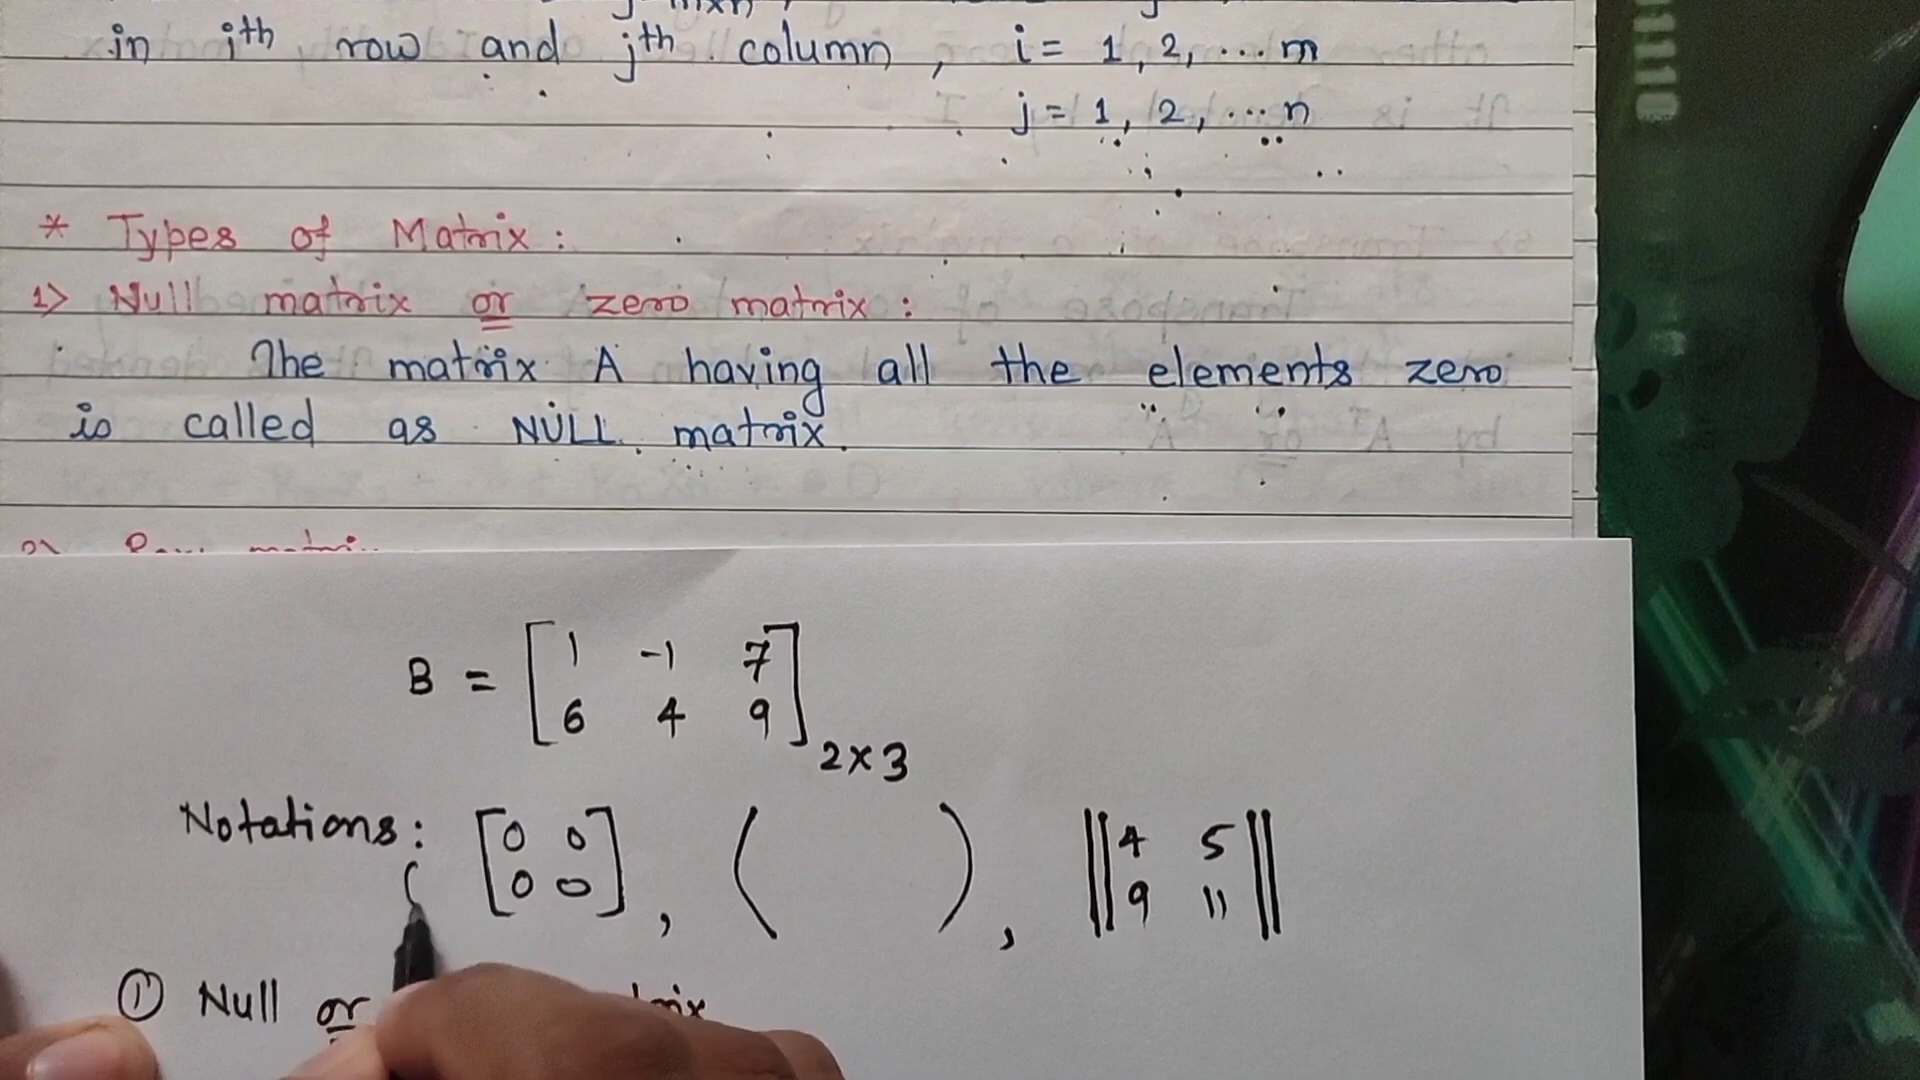 in ith row and jth column, i = 1, 2, ... m
j = 1, 2, ... n
* Types of Matrix :
1> Null matrix or zero matrix :
The matrix A having all the elements zero
is called as NULL matrix.
B = [1 -1 7
6 4 9] 2×3
Notations : [0 0
0 0] , ( ) , ||4 5
9 11||
① Null or